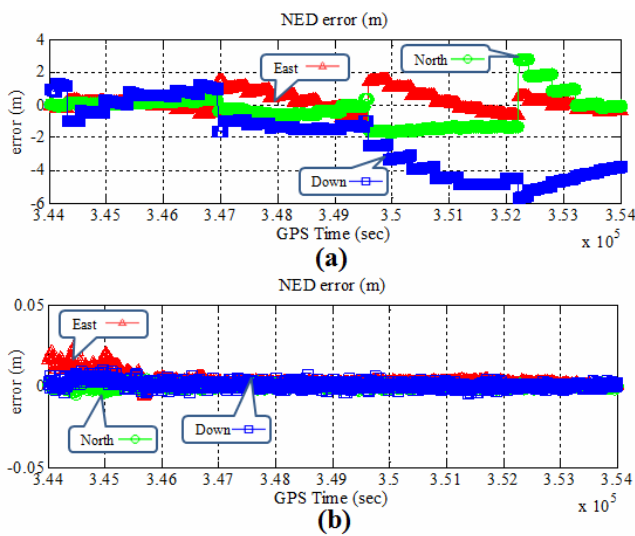 NED error (m)
error (m)
4
2
0
-2
-4
-6
East
North
Down
3.44 3.45 3.46 3.47 3.48 3.49 3.5 3.51 3.52 3.53 3.54
GPS Time (sec)
x 10^5
(a)
NED error (m)
error (m)
0.05
0
-0.05
East
North
Down
3.44 3.45 3.46 3.47 3.48 3.49 3.5 3.51 3.52 3.53 3.54
GPS Time (sec)
x 10^5
(b)